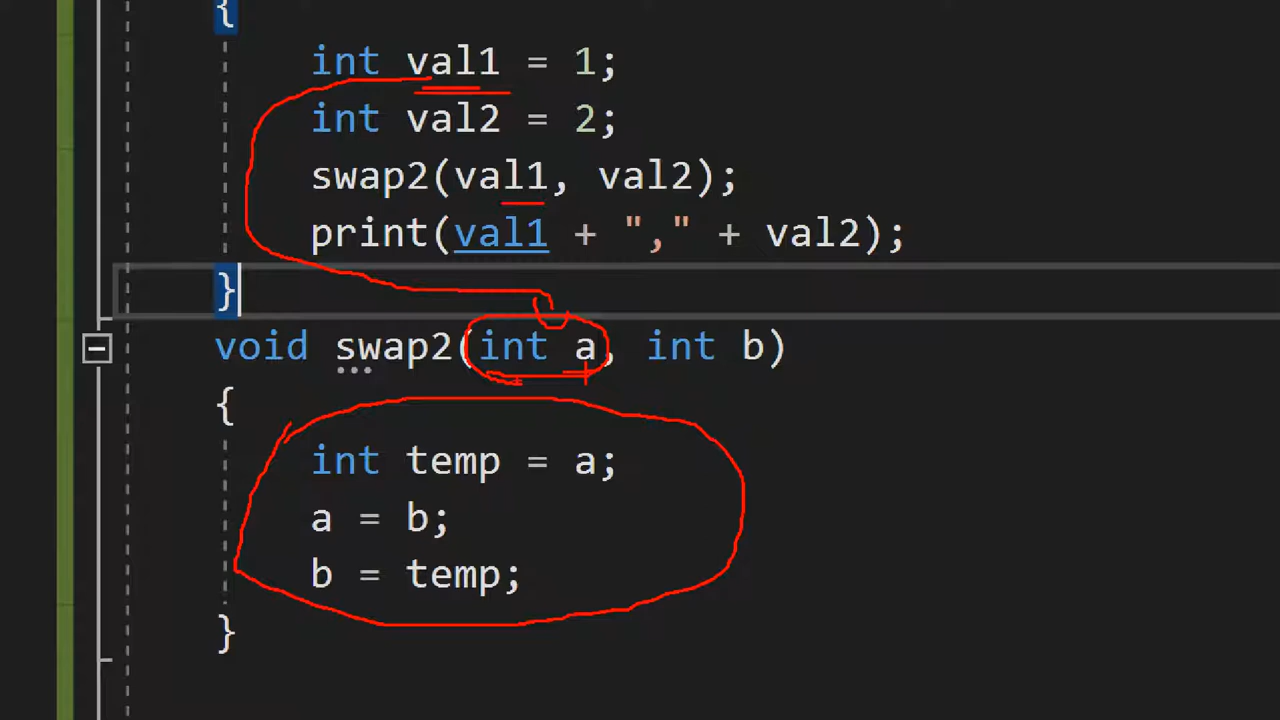 {
int val1 = 1;
int val2 = 2;
swap2(val1, val2);
print(val1 + "," + val2);
}
void swap2(int a, int b)
{
int temp = a;
a = b;
b = temp;
}